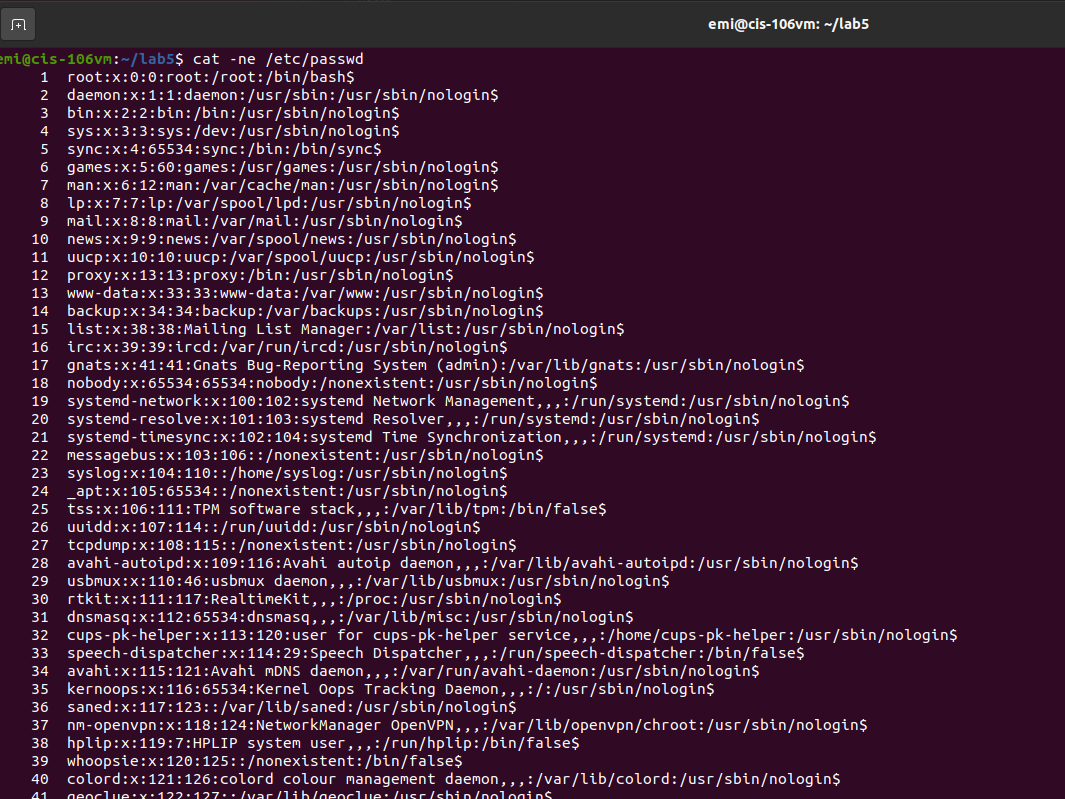 emi@cis-106vm: ~/lab5
emi@cis-106vm:~/lab5$ cat -ne /etc/passwd
1 root:x:0:0:root:/root:/bin/bash$
2 daemon:x:1:1:daemon:/usr/sbin:/usr/sbin/nologin$
3 bin:x:2:2:bin:/bin:/usr/sbin/nologin$
4 sys:x:3:3:sys:/dev:/usr/sbin/nologin$
5 sync:x:4:65534:sync:/bin:/bin/sync$
6 games:x:5:60:games:/usr/games:/usr/sbin/nologin$
7 man:x:6:12:man:/var/cache/man:/usr/sbin/nologin$
8 lp:x:7:7:lp:/var/spool/lpd:/usr/sbin/nologin$
9 mail:x:8:8:mail:/var/mail:/usr/sbin/nologin$
10 news:x:9:9:news:/var/spool/news:/usr/sbin/nologin$
11 uucp:x:10:10:uucp:/var/spool/uucp:/usr/sbin/nologin$
12 proxy:x:13:13:proxy:/bin:/usr/sbin/nologin$
13 www-data:x:33:33:www-data:/var/www:/usr/sbin/nologin$
14 backup:x:34:34:backup:/var/backups:/usr/sbin/nologin$
15 list:x:38:38:Mailing List Manager:/var/list:/usr/sbin/nologin$
16 irc:x:39:39:ircd:/var/run/ircd:/usr/sbin/nologin$
17 gnats:x:41:41:Gnats Bug-Reporting System (admin):/var/lib/gnats:/usr/sbin/nologin$
18 nobody:x:65534:65534:nobody:/nonexistent:/usr/sbin/nologin$
19 systemd-network:x:100:102:systemd Network Management,,,:/run/systemd:/usr/sbin/nologin$
20 systemd-resolve:x:101:103:systemd Resolver,,,:/run/systemd:/usr/sbin/nologin$
21 systemd-timesync:x:102:104:systemd Time Synchronization,,,:/run/systemd:/usr/sbin/nologin$
22 messagebus:x:103:106::/nonexistent:/usr/sbin/nologin$
23 syslog:x:104:110::/home/syslog:/usr/sbin/nologin$
24 _apt:x:105:65534::/nonexistent:/usr/sbin/nologin$
25 tss:x:106:111:TPM software stack,,,:/var/lib/tpm:/bin/false$
26 uuidd:x:107:114::/run/uuidd:/usr/sbin/nologin$
27 tcpdump:x:108:115::/nonexistent:/usr/sbin/nologin$
28 avahi-autoipd:x:109:116:Avahi autoip daemon,,,:/var/lib/avahi-autoipd:/usr/sbin/nologin$
29 usbmux:x:110:46:usbmux daemon,,,:/var/lib/usbmux:/usr/sbin/nologin$
30 rtkit:x:111:117:RealtimeKit,,,:/proc:/usr/sbin/nologin$
31 dnsmasq:x:112:65534:dnsmasq,,,:/var/lib/misc:/usr/sbin/nologin$
32 cups-pk-helper:x:113:120:user for cups-pk-helper service,,,:/home/cups-pk-helper:/usr/sbin/nologin$
33 speech-dispatcher:x:114:29:Speech Dispatcher,,,:/run/speech-dispatcher:/bin/false$
34 avahi:x:115:121:Avahi mDNS daemon,,,:/var/run/avahi-daemon:/usr/sbin/nologin$
35 kernoops:x:116:65534:Kernel Oops Tracking Daemon,,,:/:/usr/sbin/nologin$
36 saned:x:117:123::/var/lib/saned:/usr/sbin/nologin$
37 nm-openvpn:x:118:124:NetworkManager OpenVPN,,,:/var/lib/openvpn/chroot:/usr/sbin/nologin$
38 hplip:x:119:7:HPLIP system user,,,:/run/hplip:/bin/false$
39 whoopsie:x:120:125::/nonexistent:/bin/false$
40 colord:x:121:126:colord colour management daemon,,,:/var/lib/colord:/usr/sbin/nologin$
41 geoclue:x:122:127::/var/lib/geoclue:/usr/sbin/nologin$